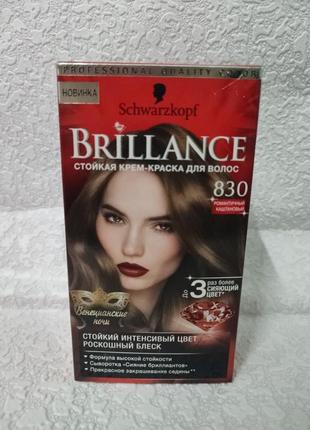 PROFESSIONAL QUALITY COLOR
НОВИНКА
Schwarzkopf
BRILLANCE
СТОЙКАЯ КРЕМ-КРАСКА ДЛЯ ВОЛОС
830
РОМАНТИЧНЫЙ
КАШТАНОВЫЙ
До 3 раз более
сияющий
цвет*
Венецианские
ночи
СТОЙКИЙ ИНТЕНСИВНЫЙ ЦВЕТ
РОСКОШНЫЙ БЛЕСК
• Формула высокой стойкости
• Сыворотка «Сияние бриллиантов»
• Прекрасное закрашивание седины**